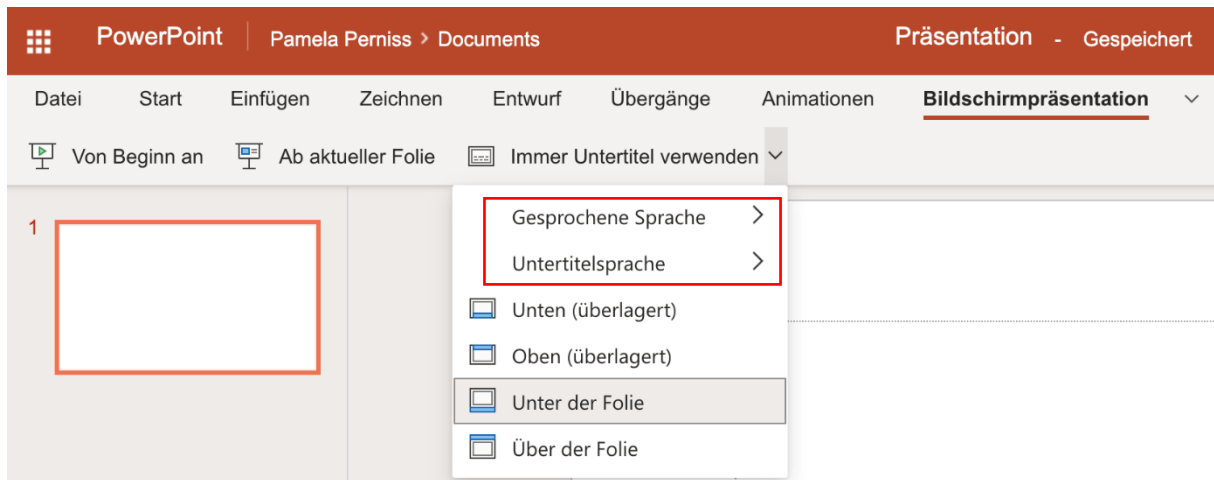 PowerPoint Pamela Perniss > Documents Präsentation - Gespeichert
Datei Start Einfügen Zeichnen Entwurf Übergänge Animationen Bildschirmpräsentation
Von Beginn an Ab aktueller Folie Immer Untertitel verwenden
1
Gesprochene Sprache
Untertitelsprache
Unten (überlagert)
Oben (überlagert)
Unter der Folie
Über der Folie